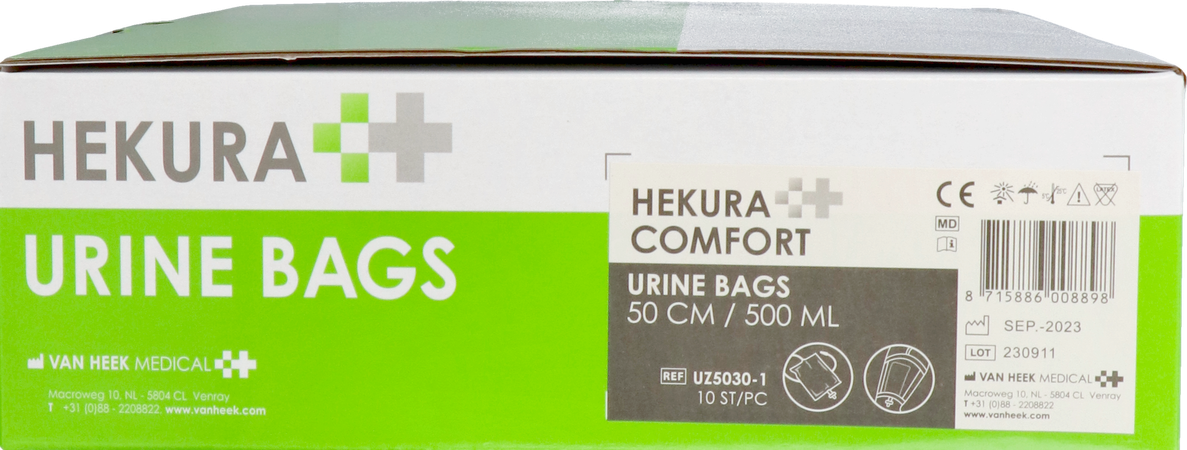 HEKURA
URINE BAGS
VAN HEEK MEDICAL
Macroweg 10, NL - 5804 CL Venray
T +31 (0)88 - 2208822, www.vanheek.com
HEKURA
COMFORT
URINE BAGS
50 CM / 500 ML
REF UZ5030-1
10 ST/PC
CE
MD
8 715886 008898
SEP.-2023
LOT 230911
VAN HEEK MEDICAL
Macroweg 10, NL - 5804 CL Venray
T +31 (0)88 - 2208822
www.vanheek.com